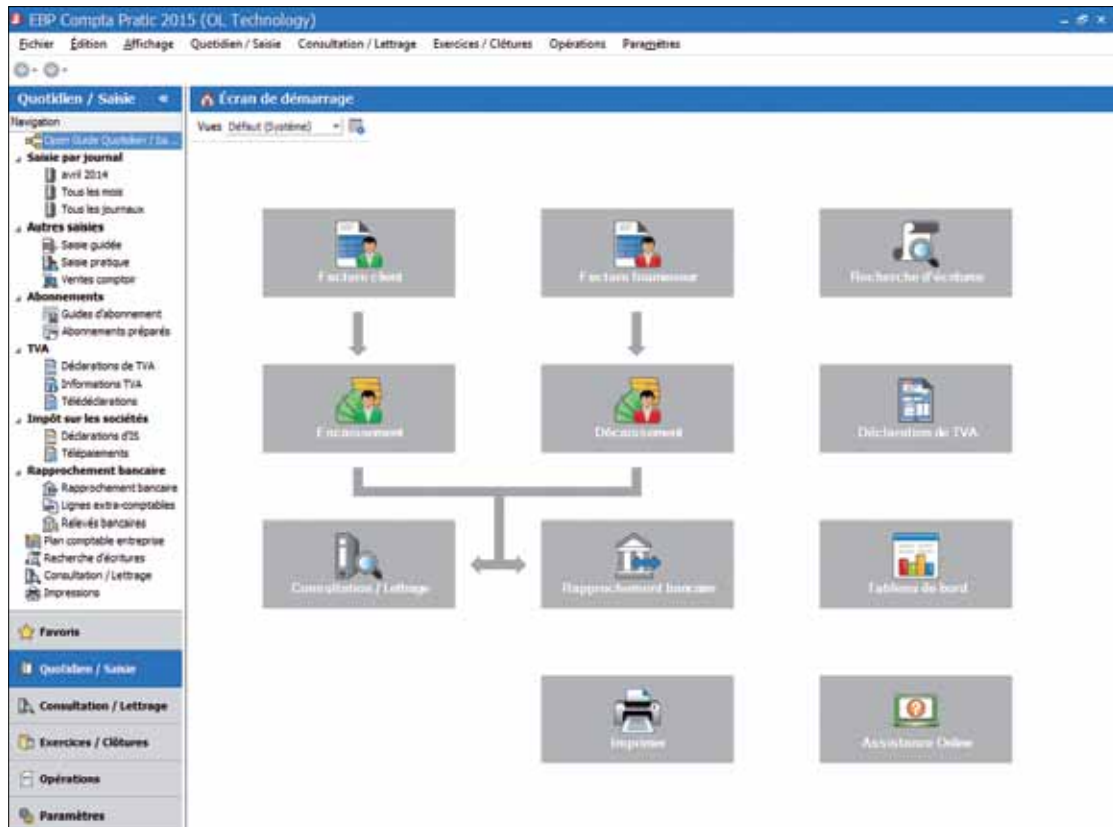 EBP Compta Pratic 2015 (OL Technology)
Fichier Édition Affichage Quotidien / Saisie Consultation / Lettrage Exercices / Clôtures Opérations Paramètres
Quotidien / Saisie «
Navigation
Open Guide Quotidien / Sa...
Saisie par journal
avril 2014
Tous les mois
Tous les journaux
Autres saisies
Saisie guidée
Saisie pratique
Ventes comptoir
Abonnements
Guides d'abonnement
Abonnements préparés
TVA
Déclarations de TVA
Informations TVA
Télédéclarations
Impôt sur les sociétés
Déclarations d'IS
Télépaiements
Rapprochement bancaire
Rapprochement bancaire
Lignes extra-comptables
Relevés bancaires
Plan comptable entreprise
Recherche d'écritures
Consultation / Lettrage
Impressions
Favoris
Quotidien / Saisie
Consultation / Lettrage
Exercices / Clôtures
Opérations
Paramètres
Écran de démarrage
Vues Défaut (Système)
Facture client
Facture fournisseur
Recherche d'écriture
Encaissement
Décaissement
Déclaration de TVA
Consultation / Lettrage
Rapprochement bancaire
Tableau de bord
Imprimer
Assistance Online